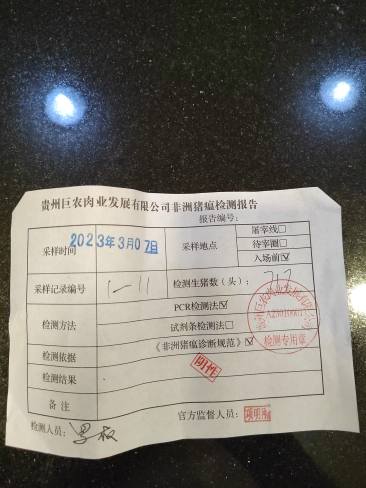 贵州巨农肉业发展有限公司非洲猪瘟检测报告
报告编号:
采样时间 2023年3月07日 采样地点 屠宰线□
待宰圈□
入场前☑
采样记录编号 1-11 检测生猪数(头):
检测方法 PCR检测法☑
试剂条检测法□
检测依据 《非洲猪瘟诊断规范》☑
检测结果 阴性
备 注
检测人员: 官方监督人员:
检测专用章